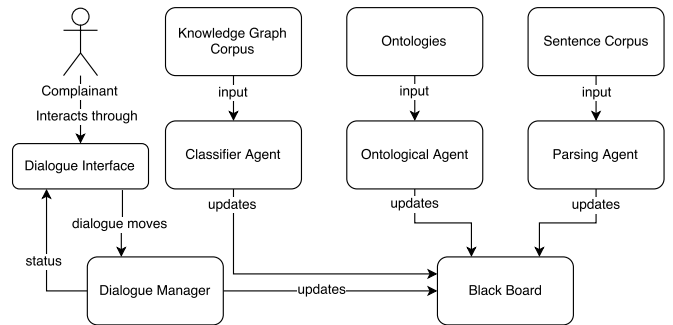 Knowledge Graph
Corpus
Ontologies
Sentence Corpus
Complainant
input
input
input
Interacts through
Dialogue Interface
Classifier Agent
Ontological Agent
Parsing Agent
updates
updates
updates
dialogue moves
status
Dialogue Manager
updates
Black Board